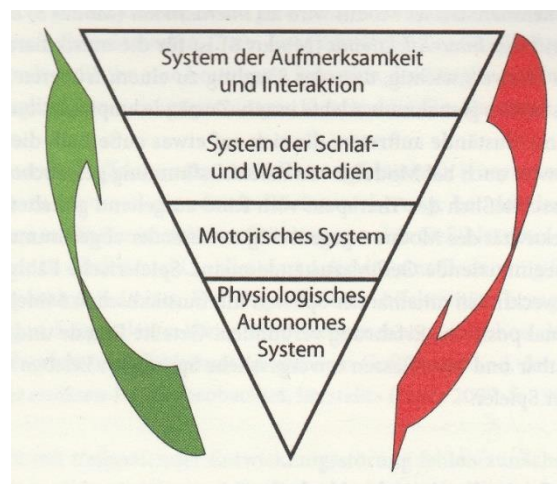 System der Aufmerksamkeit
und Interaktion
System der Schlaf-
und Wachstadien
Motorisches System
Physiologisches
Autonomes
System